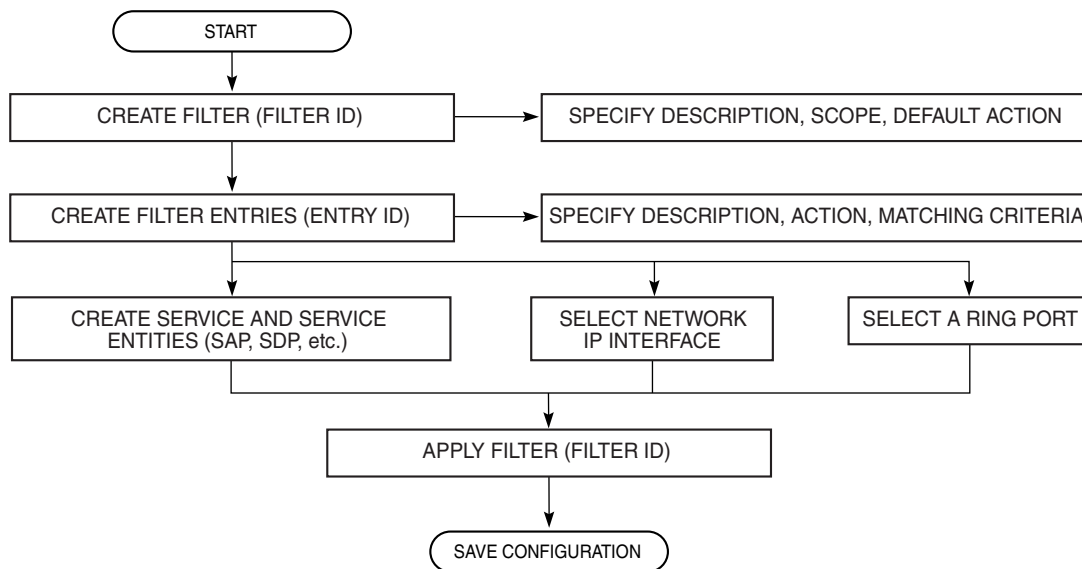 START
CREATE FILTER (FILTER ID)
SPECIFY DESCRIPTION, SCOPE, DEFAULT ACTION
CREATE FILTER ENTRIES (ENTRY ID)
SPECIFY DESCRIPTION, ACTION, MATCHING CRITERIA
CREATE SERVICE AND SERVICE
ENTITIES (SAP, SDP, etc.)
SELECT NETWORK
IP INTERFACE
SELECT A RING PORT
APPLY FILTER (FILTER ID)
SAVE CONFIGURATION